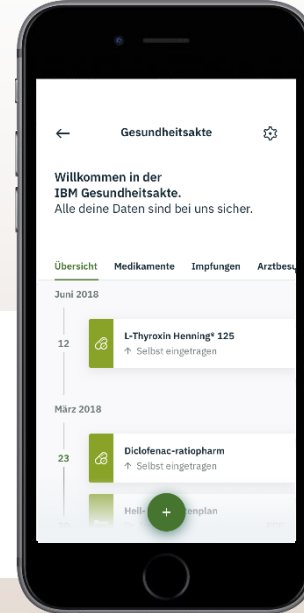 Gesundheitsakte
Willkommen in der
IBM Gesundheitsakte.
Alle deine Daten sind bei uns sicher.
Übersicht Medikamente Impfungen
Juni 2018
12
L-Thyroxin Henning® 125
↑ Selbst eingetragen
März 2018
23
Diclofenac-ratiopharm
↑ Selbst eingetragen
+